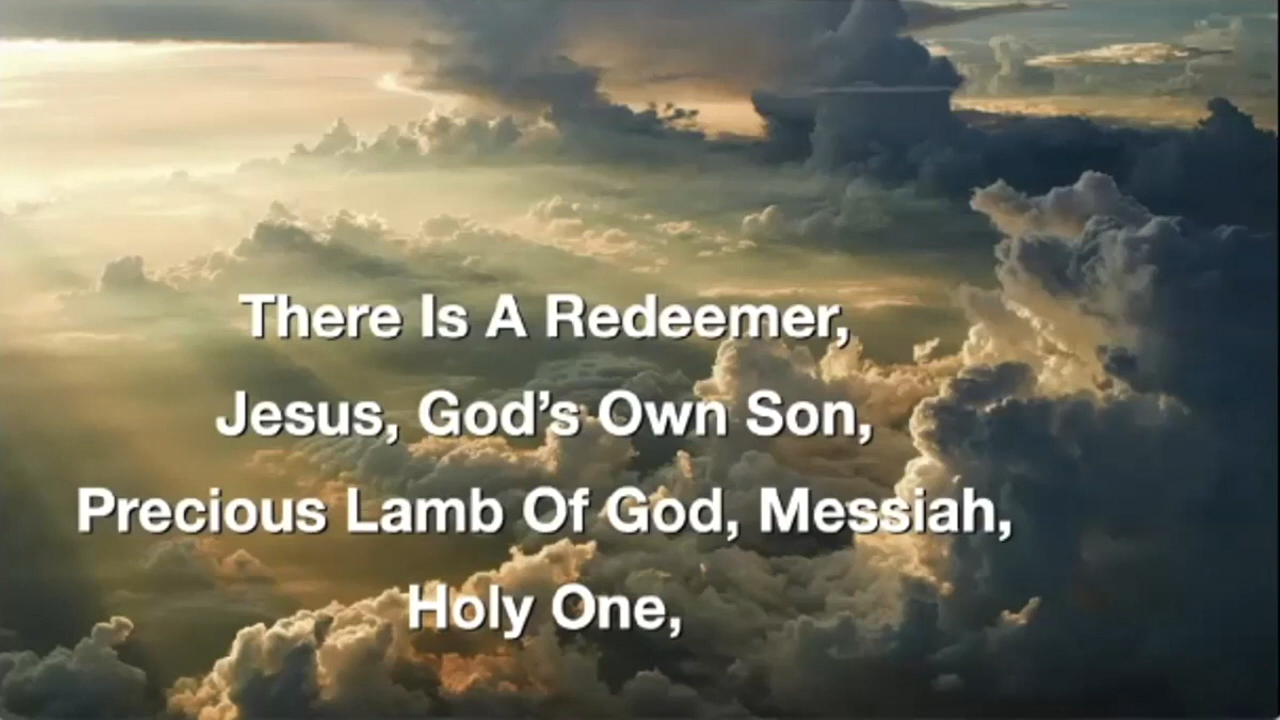 There Is A Redeemer,
Jesus, God’s Own Son,
Precious Lamb Of God, Messiah,
Holy One,